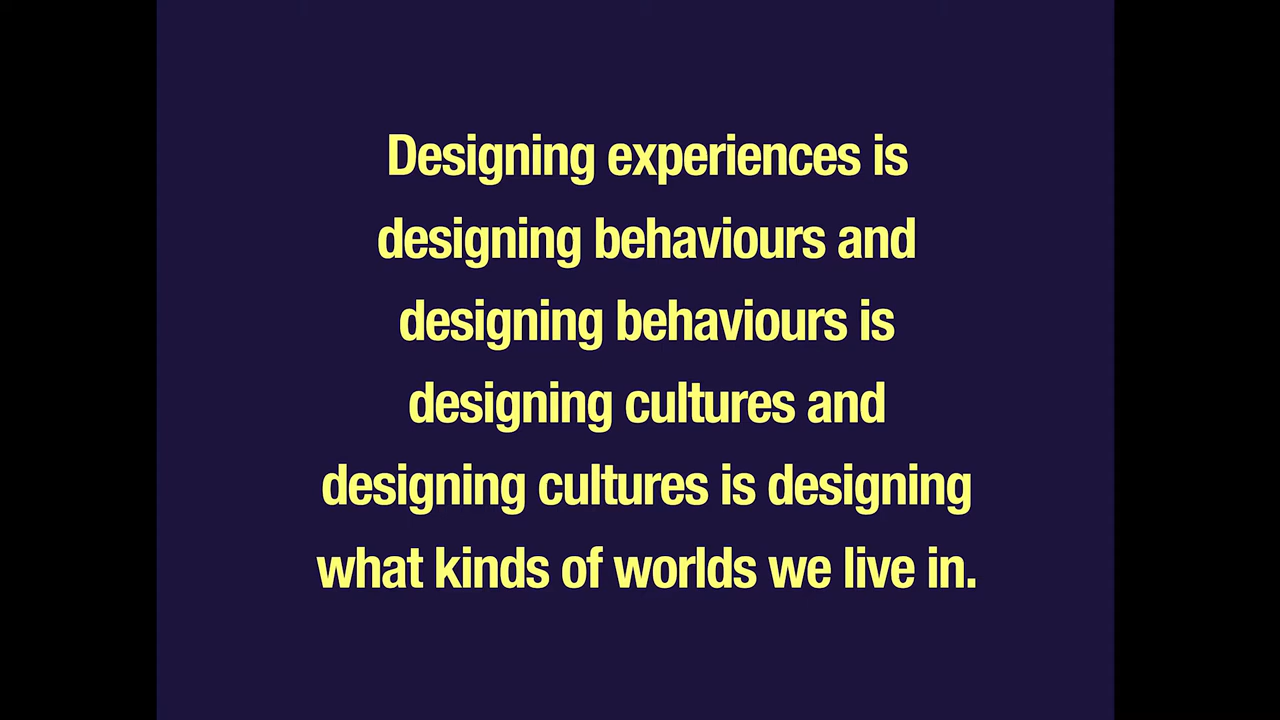 Designing experiences is
designing behaviours and
designing behaviours is
designing cultures and
designing cultures is designing
what kinds of worlds we live in.